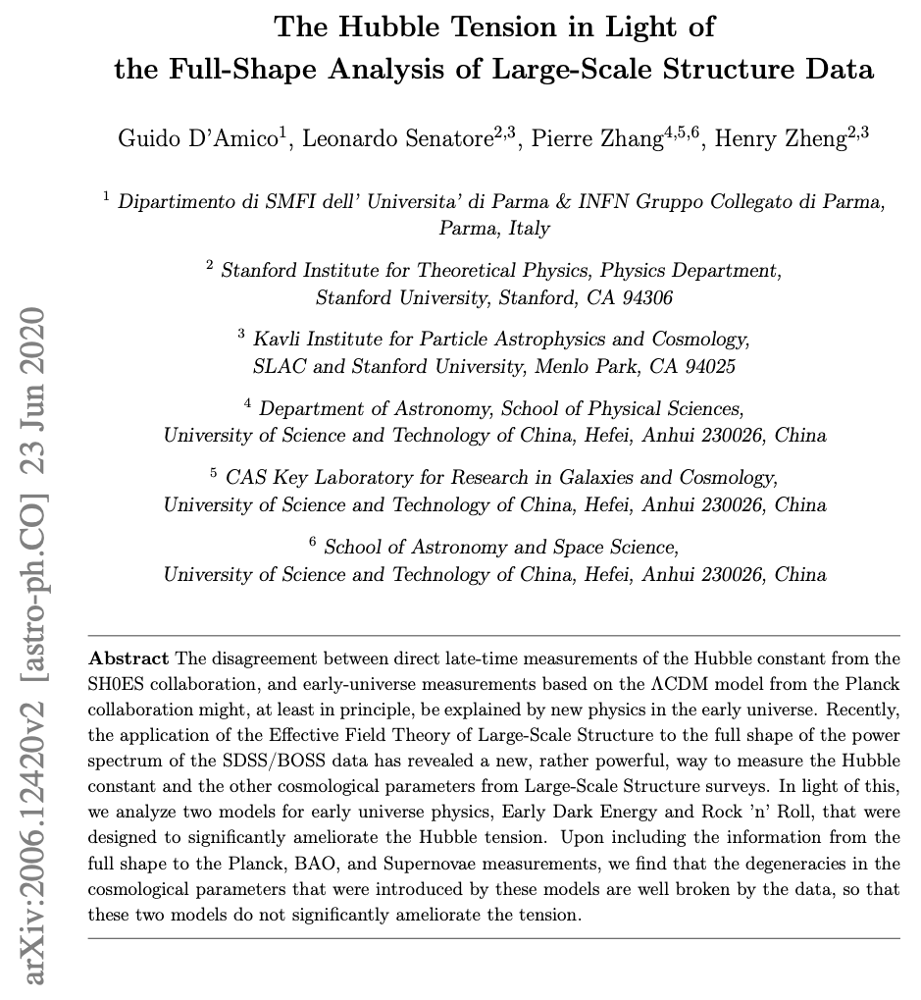 The Hubble Tension in Light of
the Full-Shape Analysis of Large-Scale Structure Data
Guido D'Amico1, Leonardo Senatore2,3, Pierre Zhang4,5,6, Henry Zheng2,3
1 Dipartimento di SMFI dell' Universita' di Parma & INFN Gruppo Collegato di Parma,
Parma, Italy
2 Stanford Institute for Theoretical Physics, Physics Department,
Stanford University, Stanford, CA 94306
3 Kavli Institute for Particle Astrophysics and Cosmology,
SLAC and Stanford University, Menlo Park, CA 94025
4 Department of Astronomy, School of Physical Sciences,
University of Science and Technology of China, Hefei, Anhui 230026, China
5 CAS Key Laboratory for Research in Galaxies and Cosmology,
University of Science and Technology of China, Hefei, Anhui 230026, China
6 School of Astronomy and Space Science,
University of Science and Technology of China, Hefei, Anhui 230026, China
Abstract The disagreement between direct late-time measurements of the Hubble constant from the
SH0ES collaboration, and early-universe measurements based on the ΛCDM model from the Planck
collaboration might, at least in principle, be explained by new physics in the early universe. Recently,
the application of the Effective Field Theory of Large-Scale Structure to the full shape of the power
spectrum of the SDSS/BOSS data has revealed a new, rather powerful, way to measure the Hubble
constant and the other cosmological parameters from Large-Scale Structure surveys. In light of this,
we analyze two models for early universe physics, Early Dark Energy and Rock 'n' Roll, that were
designed to significantly ameliorate the Hubble tension. Upon including the information from the
full shape to the Planck, BAO, and Supernovae measurements, we find that the degeneracies in the
cosmological parameters that were introduced by these models are well broken by the data, so that
these two models do not significantly ameliorate the tension.
arXiv:2006.12420v2 [astro-ph.CO] 23 Jun 2020